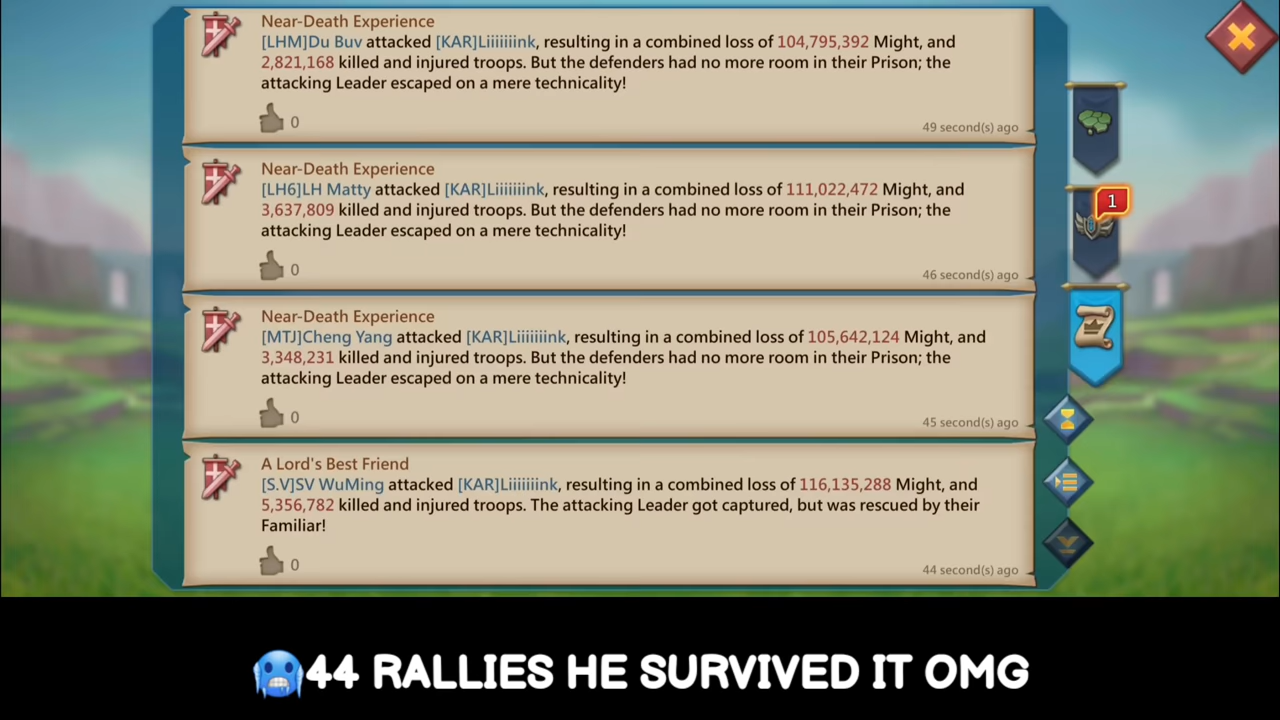 Near-Death Experience
[LHM]Du Buv attacked [KAR]Liiiiiiink, resulting in a combined loss of 104,795,392 Might, and
2,821,168 killed and injured troops. But the defenders had no more room in their Prison; the
attacking Leader escaped on a mere technicality!
0
49 second(s) ago
Near-Death Experience
[LH6]LH Matty attacked [KAR]Liiiiiiink, resulting in a combined loss of 111,022,472 Might, and
3,637,809 killed and injured troops. But the defenders had no more room in their Prison; the
attacking Leader escaped on a mere technicality!
1
0
46 second(s) ago
Near-Death Experience
[MTJ]Cheng Yang attacked [KAR]Liiiiiiink, resulting in a combined loss of 105,642,124 Might, and
3,348,231 killed and injured troops. But the defenders had no more room in their Prison; the
attacking Leader escaped on a mere technicality!
0
45 second(s) ago
A Lord's Best Friend
[S.V]SV WuMing attacked [KAR]Liiiiiiink, resulting in a combined loss of 116,135,288 Might, and
5,356,782 killed and injured troops. The attacking Leader got captured, but was rescued by their
Familiar!
0
44 second(s) ago
🥶44 RALLIES HE SURVIVED IT OMG